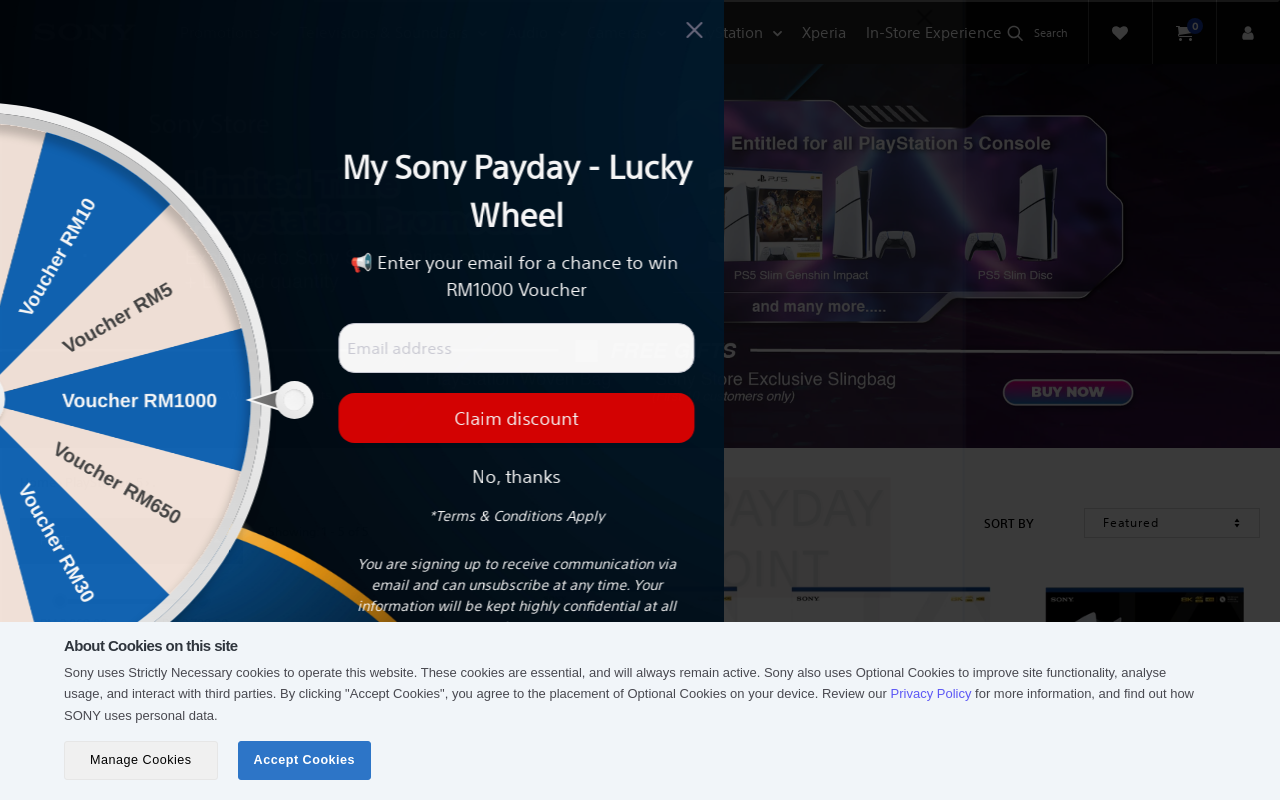 tation
Xperia
In-Store Experience
Search
0
Entitled for all PlayStation 5 Console
PS5 Slim Genshin Impact
PS5 Slim Disc
and many more.....
ore Exclusive Slingbag
BUY NOW
My Sony Payday - Lucky
Wheel
📢 Enter your email for a chance to win
RM1000 Voucher
Email address
Claim discount
No, thanks
*Terms & Conditions Apply
You are signing up to receive communication via
email and can unsubscribe at any time. Your
information will be kept highly confidential at all
Voucher RM10
Voucher RM5
Voucher RM1000
Voucher RM650
Voucher RM30
PAYDAY
OINT
SORT BY
Featured
SONY
SONY
About Cookies on this site
Sony uses Strictly Necessary cookies to operate this website. These cookies are essential, and will always remain active. Sony also uses Optional Cookies to improve site functionality, analyse
usage, and interact with third parties. By clicking "Accept Cookies", you agree to the placement of Optional Cookies on your device. Review our Privacy Policy for more information, and find out how
SONY uses personal data.
Manage Cookies
Accept Cookies